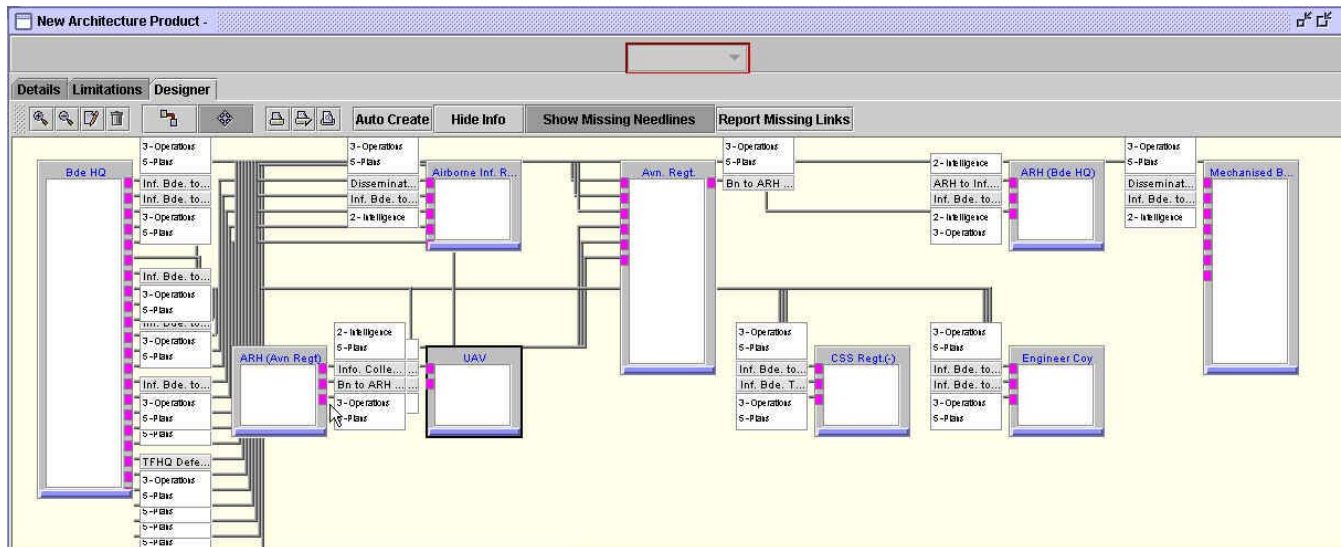 New Architecture Product -
Details Limitations Designer
Auto Create Hide Info Show Missing Needlines Report Missing Links
Bde HQ
3-Operations
5-Plans
Inf. Bde. to...
Inf. Bde. to...
3-Operations
5-Plans
Inf. Bde. to...
3-Operations
5-Plans
Inf. Bde. to...
3-Operations
5-Plans
Inf. Bde. to...
3-Operations
5-Plans
5-Plans
TFHQ Defe...
3-Operations
5-Plans
5-Plans
5-Plans
5-Plans
3-Operations
5-Plans
Disseminat...
Inf. Bde. to...
2-Intelligence
Airborne Inf. R...
Avn. Regt.
3-Operations
5-Plans
Bn to ARH ...
2-Intelligence
ARH to Inf....
Inf. Bde. to...
2-Intelligence
3-Operations
ARH (Bde HQ)
3-Operations
5-Plans
Disseminat...
Inf. Bde. to...
2-Intelligence
Mechanised B...
ARH (Avn Regt)
2-Intelligence
5-Plans
Info. Colle...
Bn to ARH ...
3-Operations
5-Plans
UAV
3-Operations
5-Plans
Inf. Bde. to...
Inf. Bde. T...
3-Operations
5-Plans
CSS Regt.(-)
3-Operations
5-Plans
Inf. Bde. to...
Inf. Bde. to...
3-Operations
5-Plans
Engineer Coy